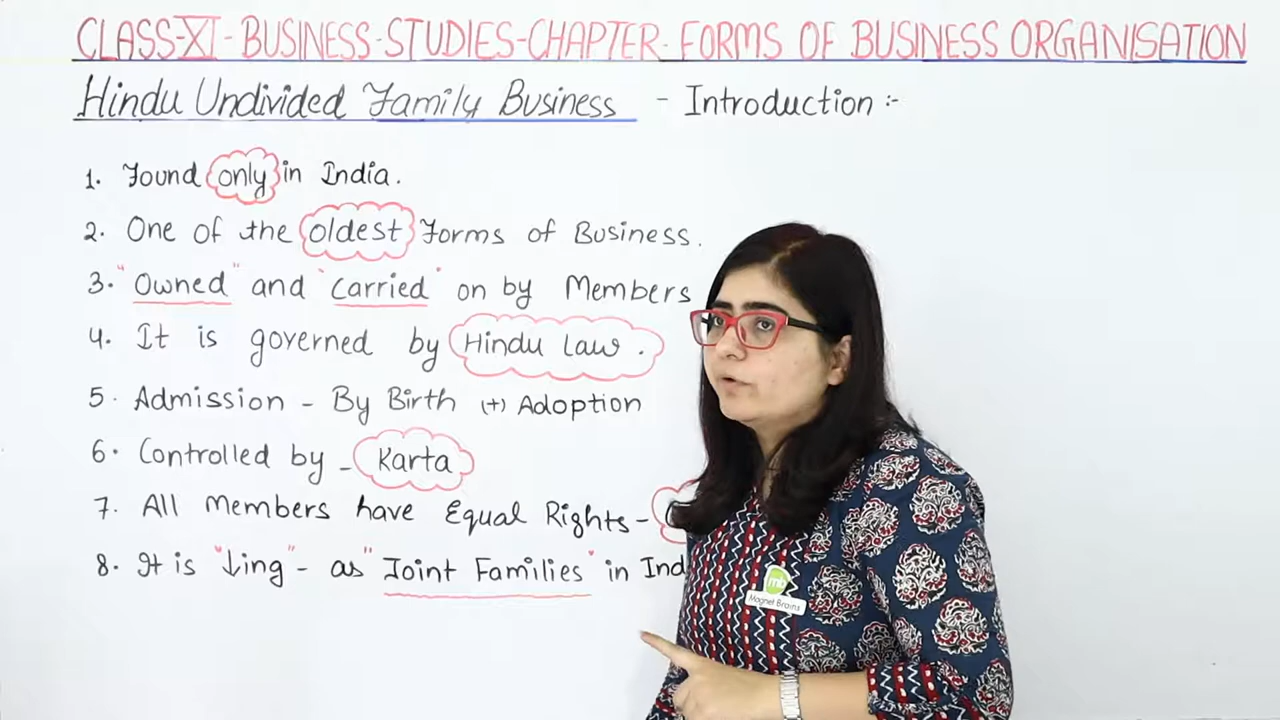 CLASS-XI-BUSINESS-STUDIES-CHAPTER-FORMS OF BUSINESS ORGANISATION
Hindu Undivided Family Business - Introduction :-
1. Found only in India.
2. One of the oldest Forms of Business.
3. "Owned" and "carried" on by Members
4. It is governed by Hindu Law.
5. Admission - By Birth (+) Adoption
6. Controlled by - Karta
7. All Members have Equal Rights -
8. It is "↓ing" - as "Joint Families" in Ind
mb
Magnet Brains